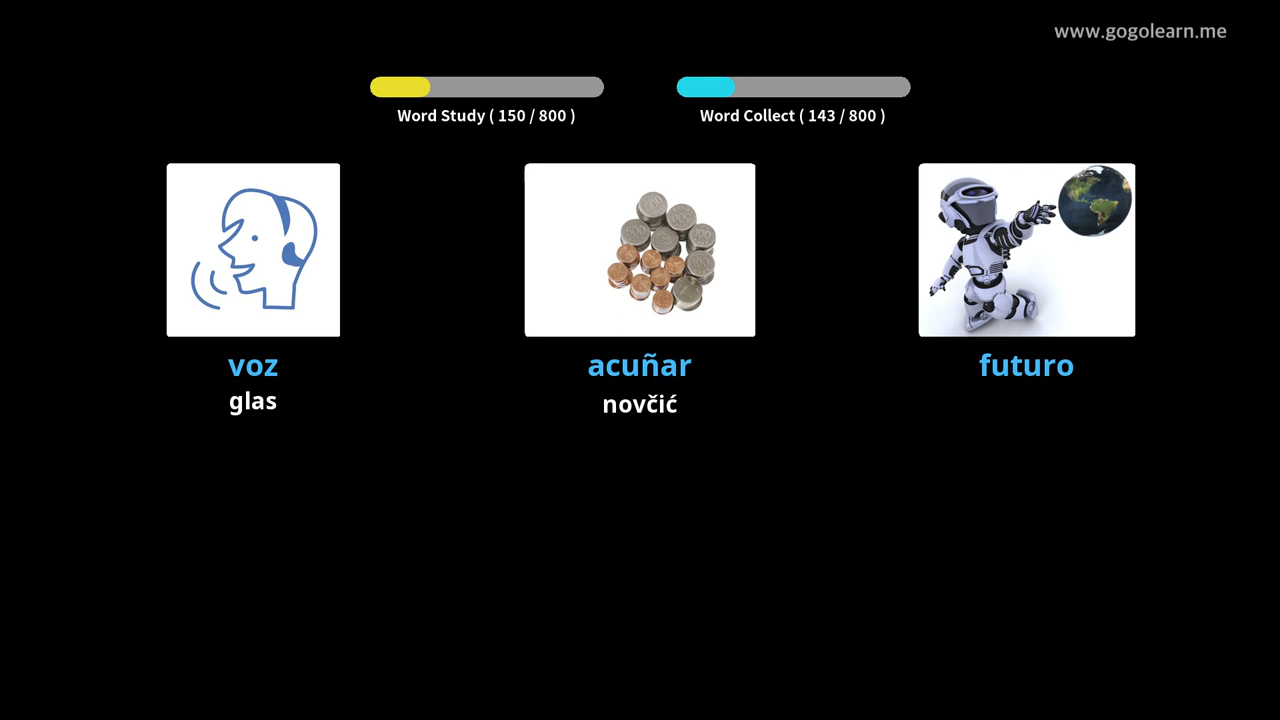 www.gogolearn.me
Word Study ( 150 / 800 )
Word Collect ( 143 / 800 )
voz
glas
acuñar
novčić
futuro